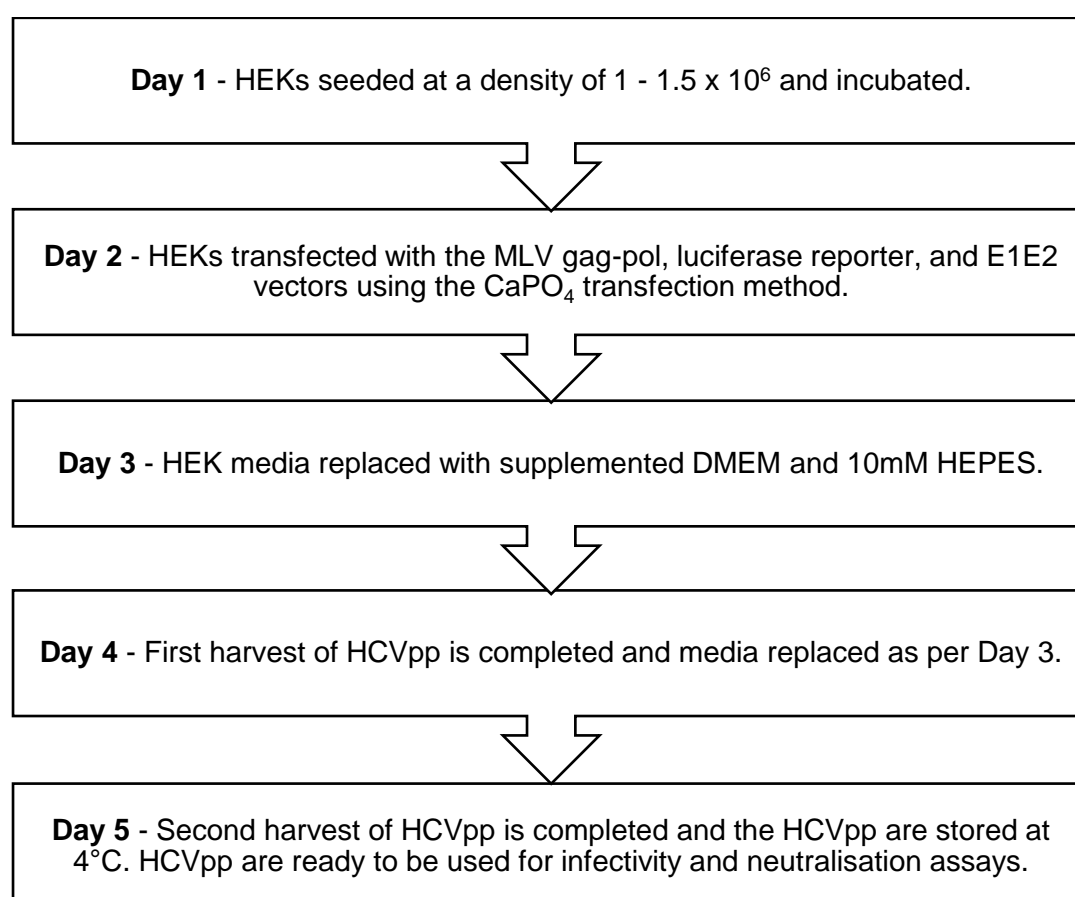 Day 1 - HEKs seeded at a density of 1 - 1.5 x 10⁶ and incubated.
Day 2 - HEKs transfected with the MLV gag-pol, luciferase reporter, and E1E2
vectors using the CaPO₄ transfection method.
Day 3 - HEK media replaced with supplemented DMEM and 10mM HEPES.
Day 4 - First harvest of HCVpp is completed and media replaced as per Day 3.
Day 5 - Second harvest of HCVpp is completed and the HCVpp are stored at
4°C. HCVpp are ready to be used for infectivity and neutralisation assays.